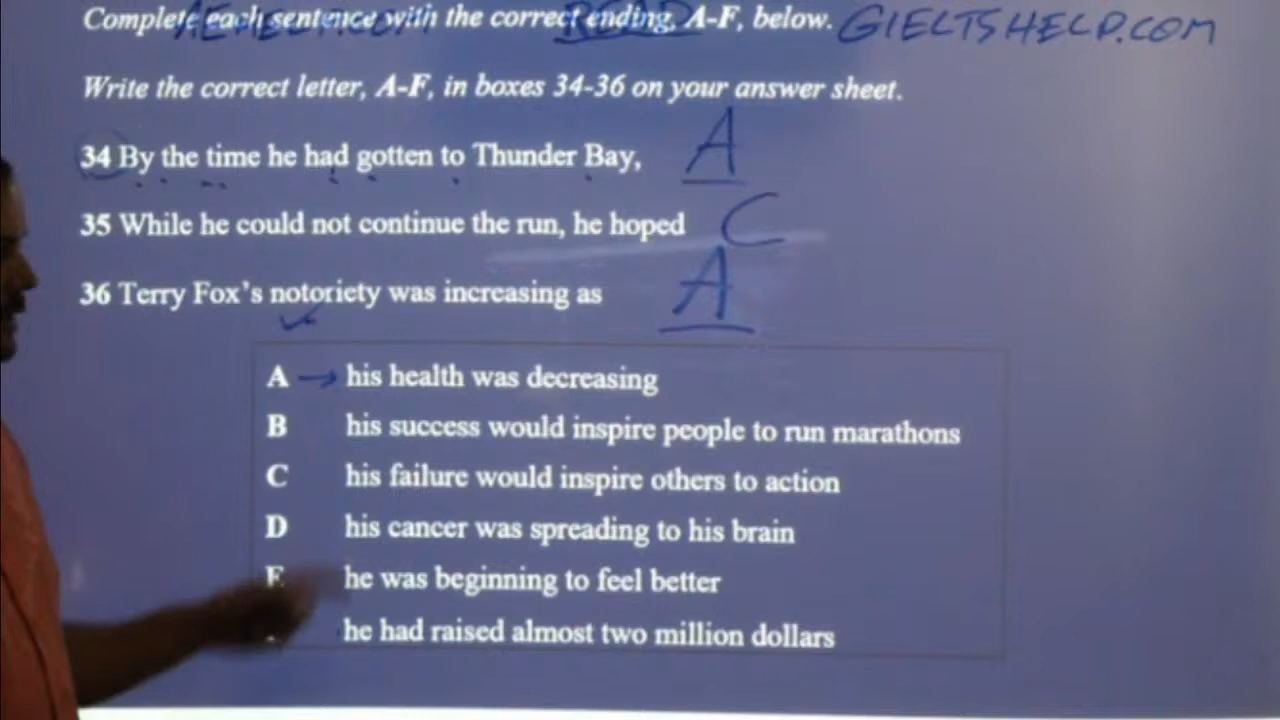 Complete each sentence with the correct ending, A-F, below. GIELTSHELP.COM
Write the correct letter, A-F, in boxes 34-36 on your answer sheet.
34 By the time he had gotten to Thunder Bay, A
35 While he could not continue the run, he hoped C
36 Terry Fox's notoriety was increasing as A
A his health was decreasing
B his success would inspire people to run marathons
C his failure would inspire others to action
D his cancer was spreading to his brain
E he was beginning to feel better
he had raised almost two million dollars